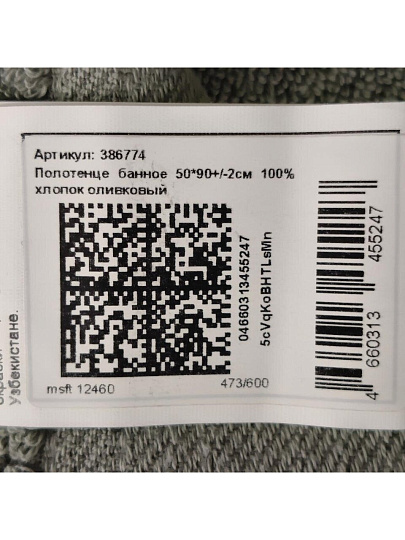 Артикул: 386774
Полотенце банное 50*90+/-2см 100%
хлопок оливковый
04660313455247
5cVqKoBHTLsMn
msft 12460
473/600
4 660313 455247
Узбекистане.